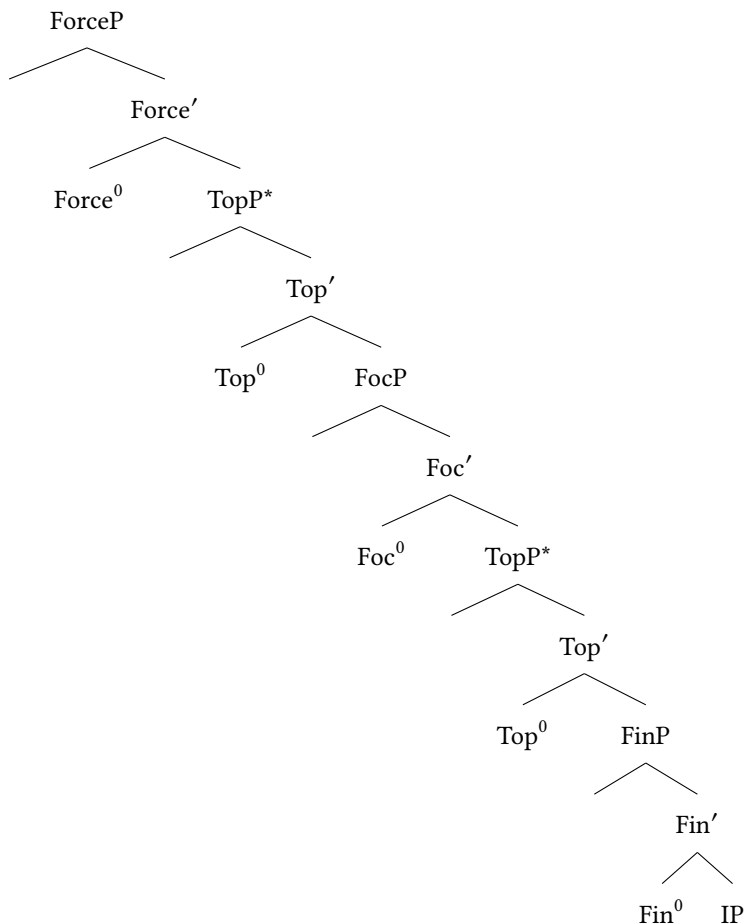 ForceP
Force′
Force⁰ TopP*
Top′
Top⁰ FocP
Foc′
Foc⁰ TopP*
Top′
Top⁰ FinP
Fin′
Fin⁰ IP